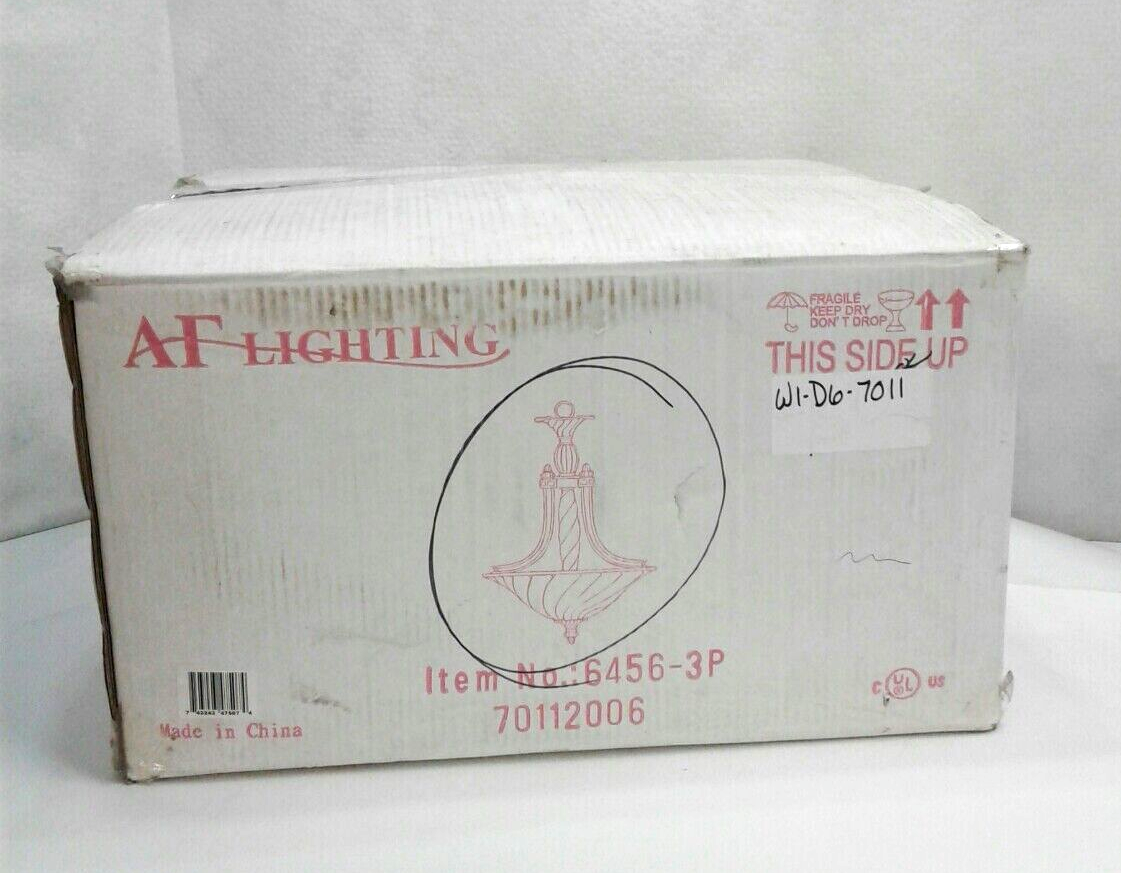 AF LIGHTING
FRAGILE
KEEP DRY
DON'T DROP
THIS SIDE UP
W1-D6-7011
Item No.:6456-3P
70112006
Made in China
C UL US